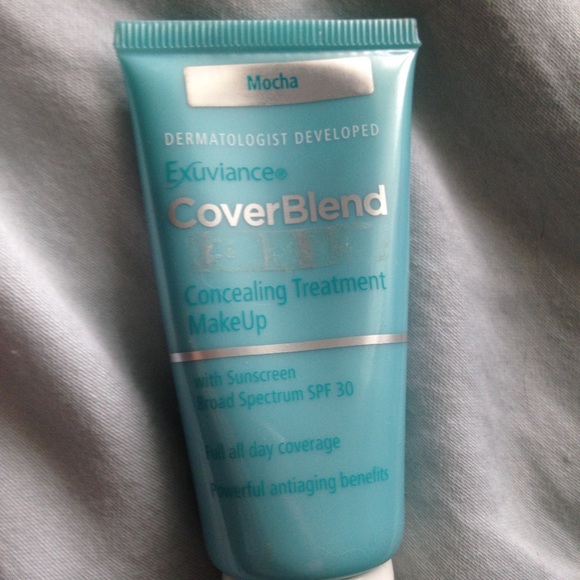 Mocha
DERMATOLOGIST DEVELOPED
Exuviance®
CoverBlend
Concealing Treatment
MakeUp
with Sunscreen
Broad Spectrum SPF 30
Full all day coverage
Powerful antiaging benefits